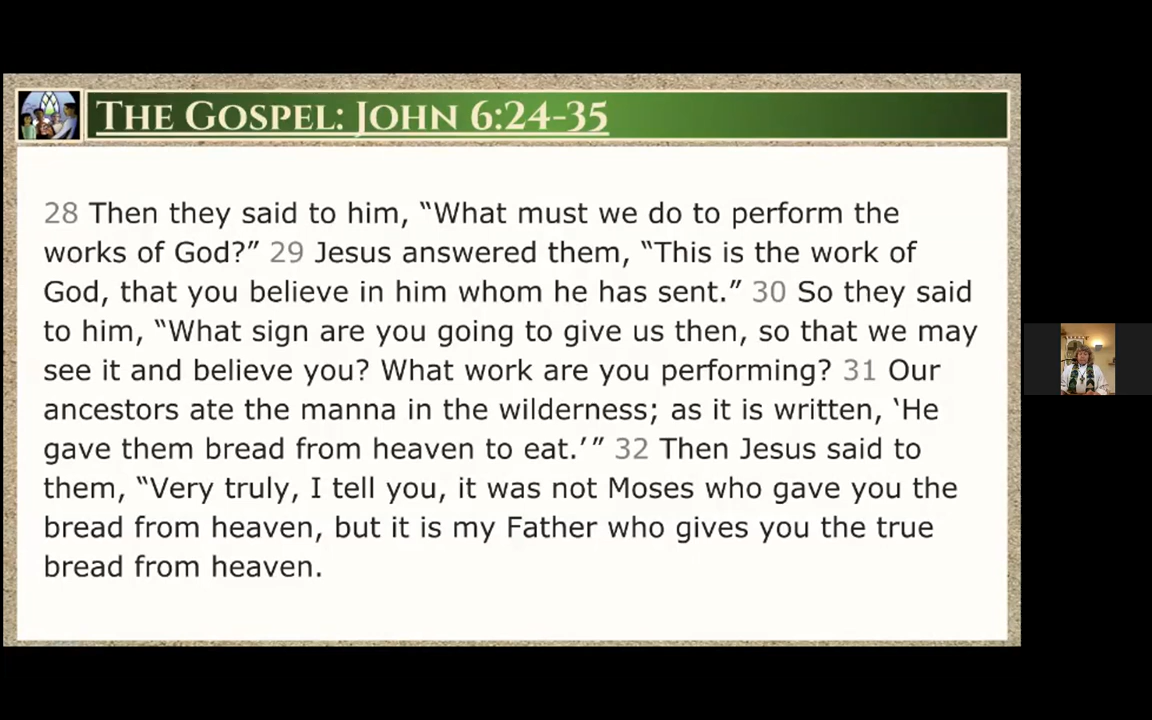 THE GOSPEL: JOHN 6:24-35
28 Then they said to him, “What must we do to perform the
works of God?” 29 Jesus answered them, “This is the work of
God, that you believe in him whom he has sent.” 30 So they said
to him, “What sign are you going to give us then, so that we may
see it and believe you? What work are you performing? 31 Our
ancestors ate the manna in the wilderness; as it is written, ‘He
gave them bread from heaven to eat.’” 32 Then Jesus said to
them, “Very truly, I tell you, it was not Moses who gave you the
bread from heaven, but it is my Father who gives you the true
bread from heaven.